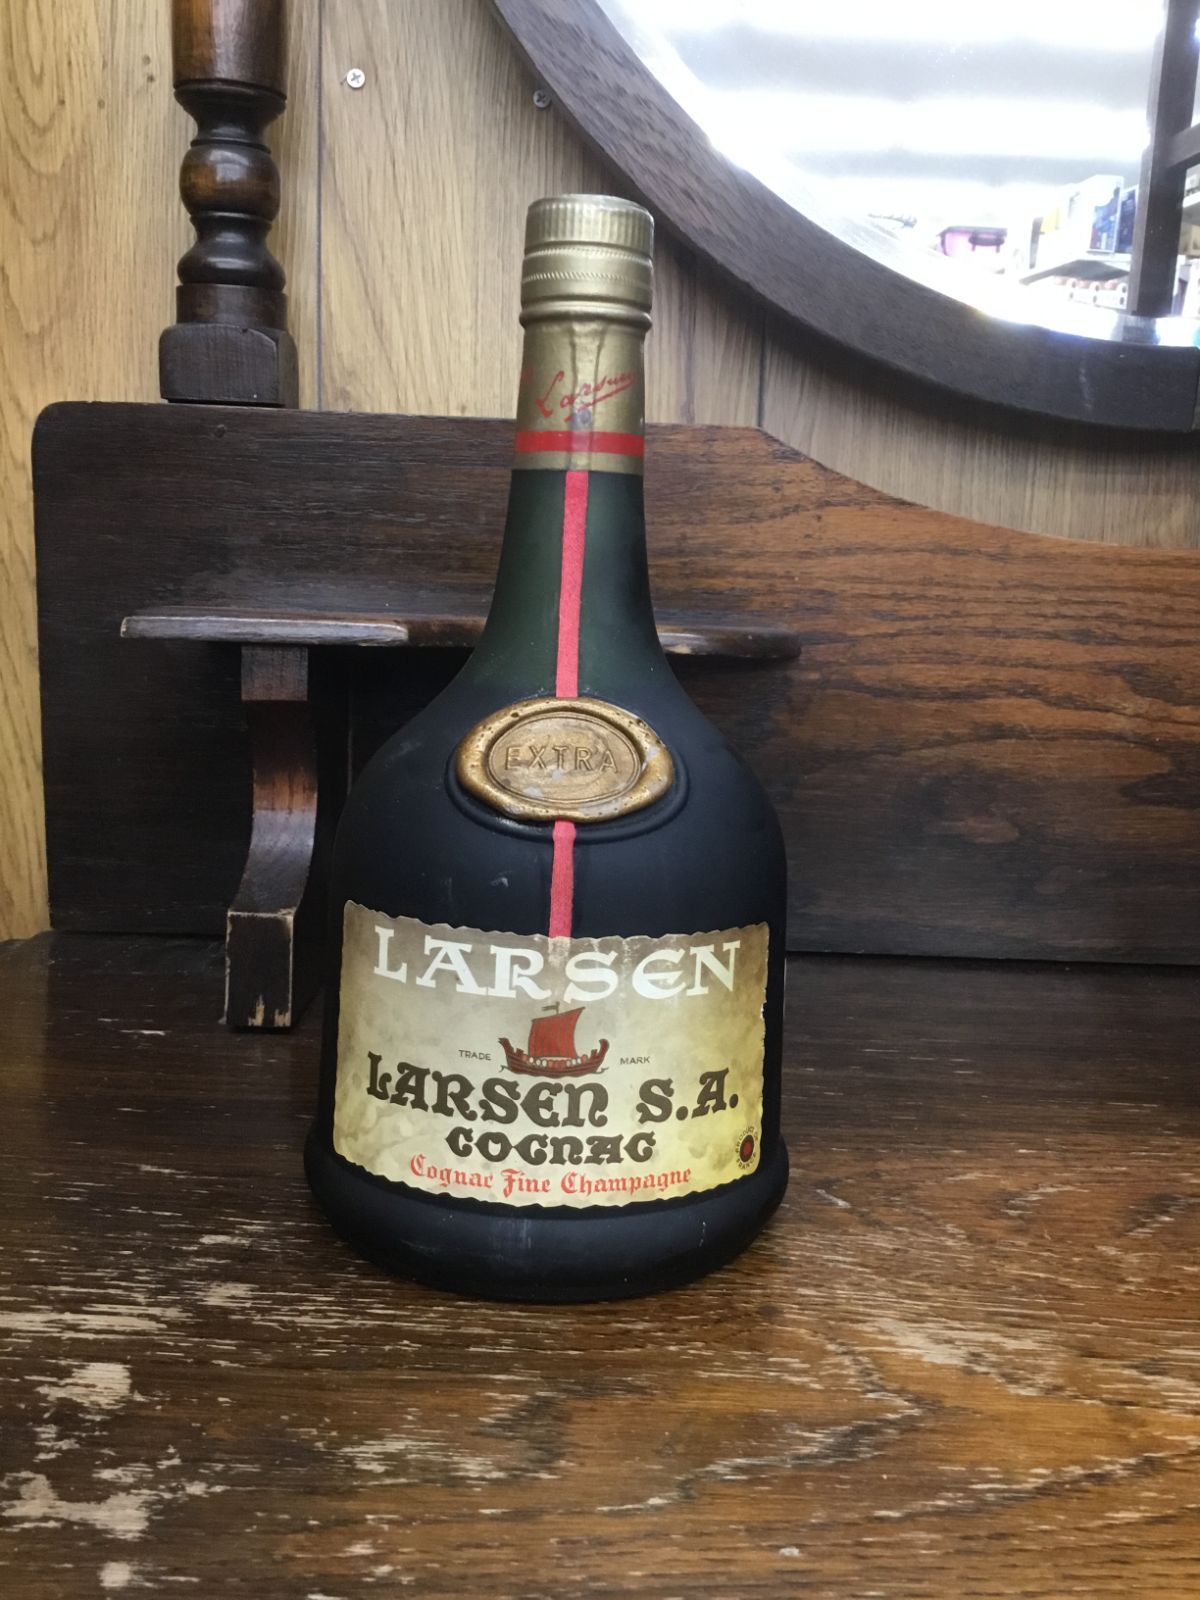 Larsen
EXTRA
LARSEN
TRADE MARK
LARSEN S.A.
COGNAC
Cognac Fine Champagne